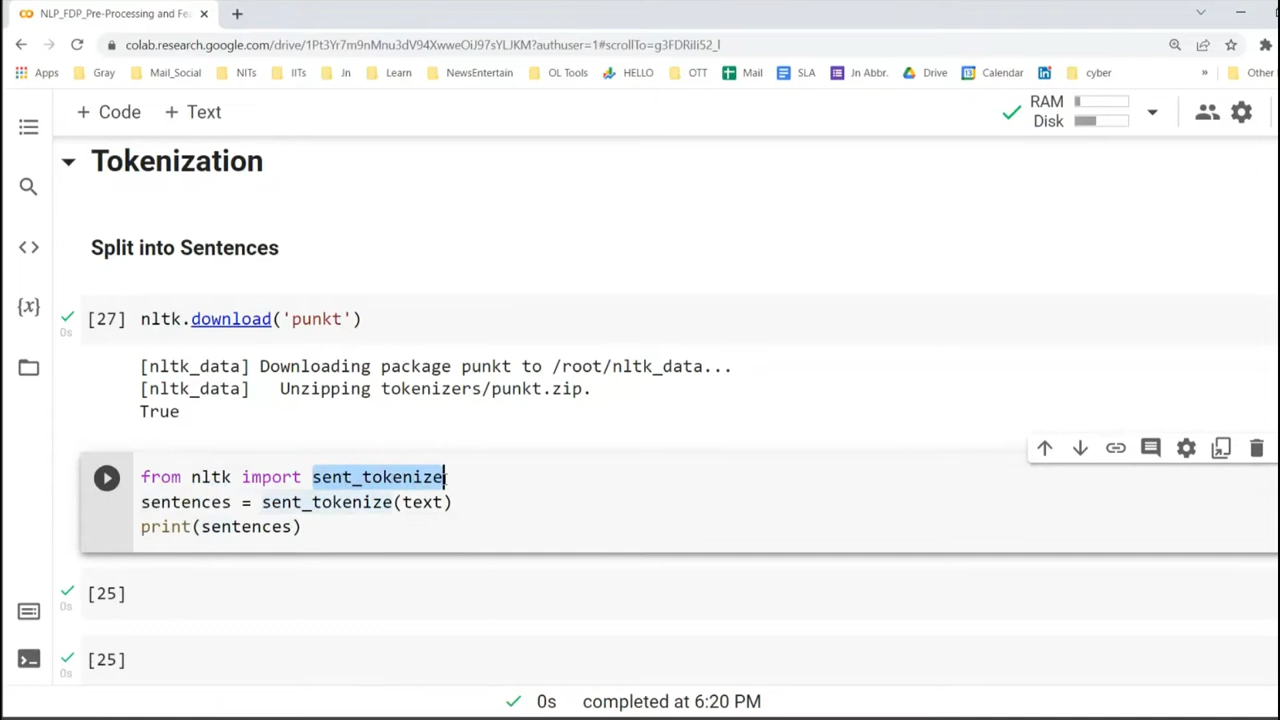 NLP_FDP_Pre-Processing and Fea
colab.research.google.com/drive/1Pt3Yr7m9nMnu3dV94XwweOiJ97sYLJKM?authuser=1#scrollTo=g3FDRiIi52_l
Apps Gray Mail_Social NITs IITs Jn Learn NewsEntertain OL Tools HELLO OTT Mail SLA Jn Abbr. Drive Calendar cyber » Other
+ Code + Text
RAM
Disk
Tokenization
Split into Sentences
[27] nltk.download('punkt')
0s
[nltk_data] Downloading package punkt to /root/nltk_data...
[nltk_data]   Unzipping tokenizers/punkt.zip.
True
from nltk import sent_tokenize
sentences = sent_tokenize(text)
print(sentences)
[25]
0s
[25]
0s
0s completed at 6:20 PM